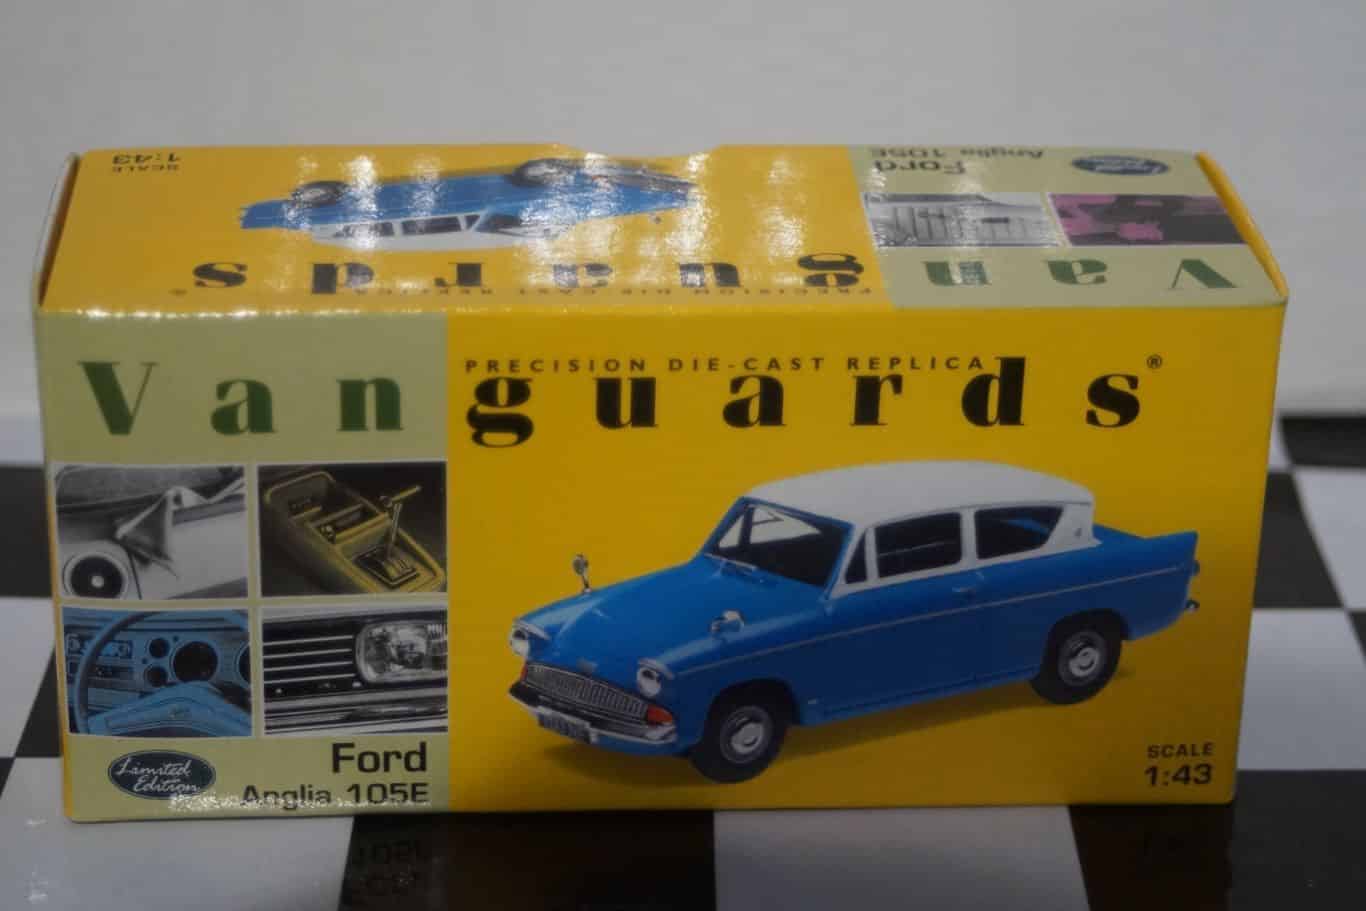 SCALE
1:43
Ford
Anglia 105E
Vanguards®
PRECISION DIE-CAST REPLICA
PRECISION DIE-CAST REPLICA
Vanguards®
Limited
Edition
Ford
Anglia 105E
SCALE
1:43